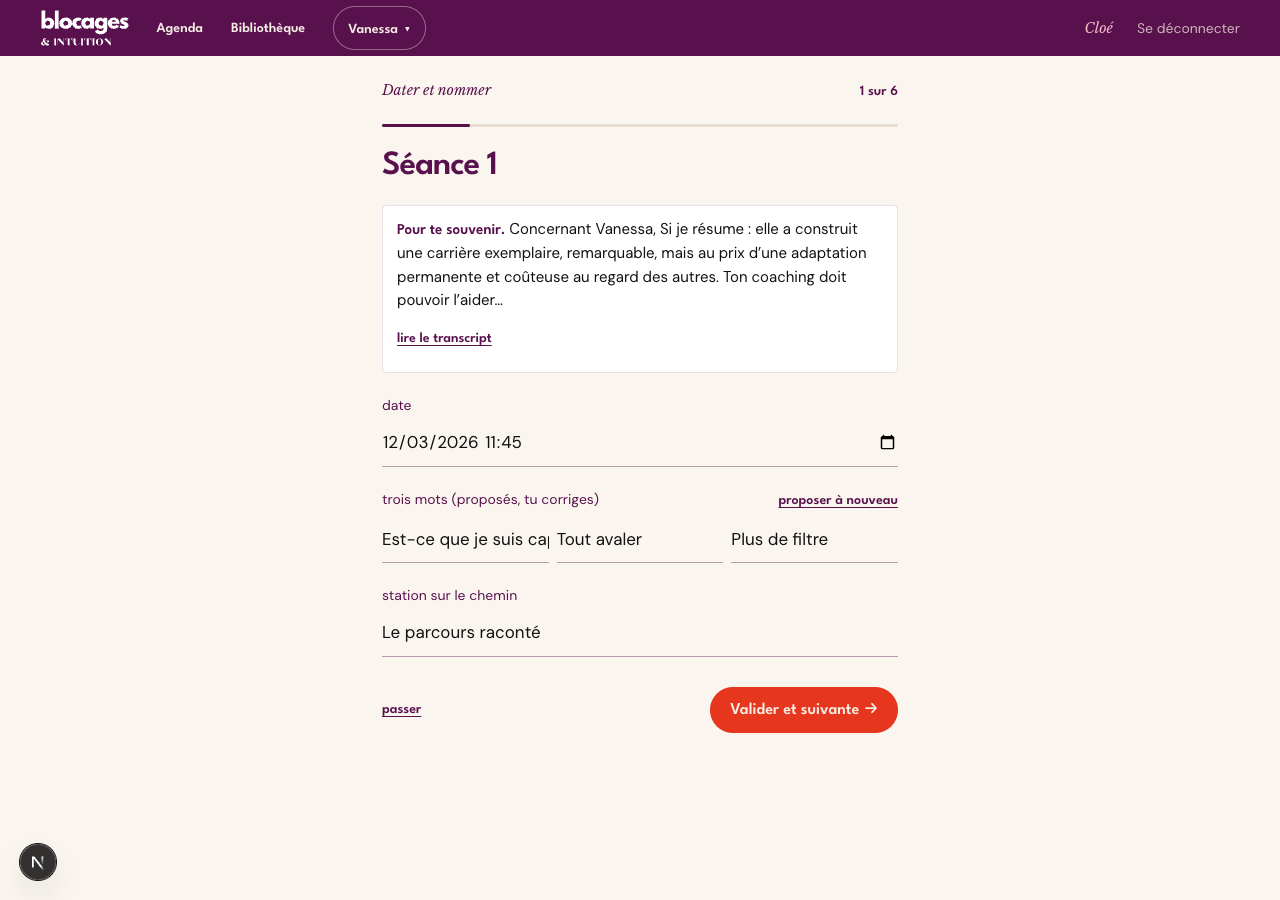 blocages
& INTUITION
Agenda
Bibliothèque
Vanessa ▾
Cloé
Se déconnecter
Dater et nommer
1 sur 6
Séance 1
Pour te souvenir. Concernant Vanessa, Si je résume : elle a construit
une carrière exemplaire, remarquable, mais au prix d’une adaptation
permanente et coûteuse au regard des autres. Ton coaching doit
pouvoir l’aider…
lire le transcript
date
12/03/2026 11:45
trois mots (proposés, tu corriges)
proposer à nouveau
Est-ce que je suis
Tout avaler
Plus de filtre
station sur le chemin
Le parcours raconté
passer
Valider et suivante →
N